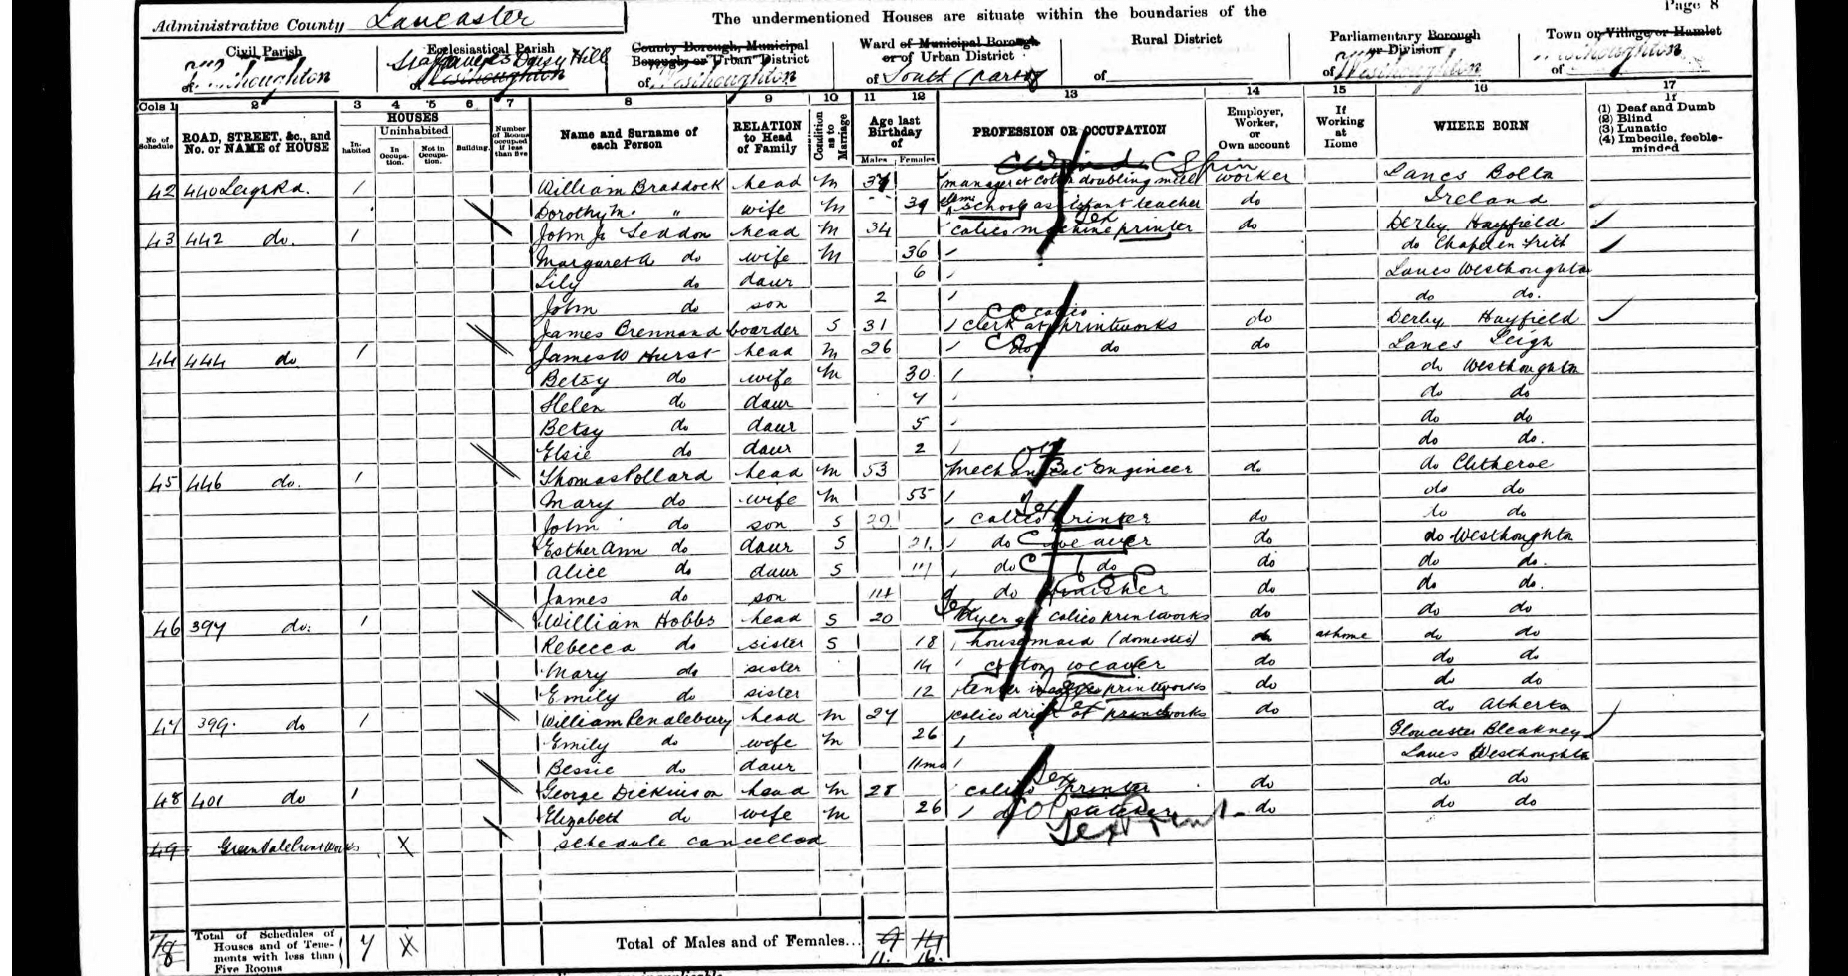 Page 8
Administrative County Lancaster The undermentioned Houses are situate within the boundaries of the
Civil Parish Ecclesiastical Parish County Borough, Municipal Borough or Urban District Ward of Municipal Borough or of Urban District Rural District Parliamentary Borough or Division Town or Village or Hamlet
of Westhoughton of Westhoughton of Westhoughton of South (part of of of Westhoughton of Westhoughton
Cols 1 2 3 4 5 6 7 8 9 10 11 12 13 14 15 16 17
No. of Schedule ROAD, STREET, &c., and No. or NAME of HOUSE HOUSES Inhabited Uninhabited In Occupation. Not in Occupation. Building. Number of Rooms occupied if less than five Name and Surname of each Person RELATION to Head of Family Condition as to Marriage Age last Birthday of Males Females PROFESSION OR OCCUPATION Employer, Worker, or Own account If Working at Home WHERE BORN If (1) Deaf and Dumb (2) Blind (3) Lunatic (4) Imbecile, feeble-minded
42 440 Leigh Rd. 1 William Braddock head M manager at cotton doubling mill worker Lancs Bolton
Dorothy M. " wife M 39 school assistant teacher do Ireland
43 442 do. 1 John Jr Seddon head M 34 calico machine printer do Derby Hayfield
Margaret A do wife M 36 do Chapel en Frith
Lily do daur 6 Lancs Westhoughton
John do son 2 do do.
James Brennand boarder S 31 clerk at calico printworks do Derby Hayfield
44 444 do 1 James W Hurst head M 26 do do do Lancs Leigh
Betsy do wife M 30 do Westhoughton
Helen do daur 7 do do
Betsy do daur 5 do do
Elsie do daur 2 do do.
45 446 do. 1 Thomas Pollard head M 53 Mechanical Engineer do do Clitheroe
Mary do wife M 55 do do
John do son S 29 calico printer do do do
Esther Ann do daur S 21 do weaver do do Westhoughton
Alice do daur S do do do do do.
James do son 14 do finisher do do do.
46 397 do. 1 William Hobbs head S 20 dyer at calico printworks do do do
Rebecca do sister S 18 housemaid (domestic) at home do do
Mary do sister 14 cotton weaver do do do
Emily do sister 12 tenter in calico printworks do do do
47 399. do 1 William Pendlebury head M 27 calico drier at printworks do do Atherton
Emily do wife M 26 Gloucester Bleakney
Bessie do daur 11mo Lancs Westhoughton
48 401 do 1 George Dickinson head M 28 calico printer do do do
Elizabeth do wife M 26 do do do do
49 Greenvale Printworks X schedule cancelled
Total of Schedules of Houses and of Tenements with less than Five Rooms 7 X Total of Males and of Females... 11. 16.